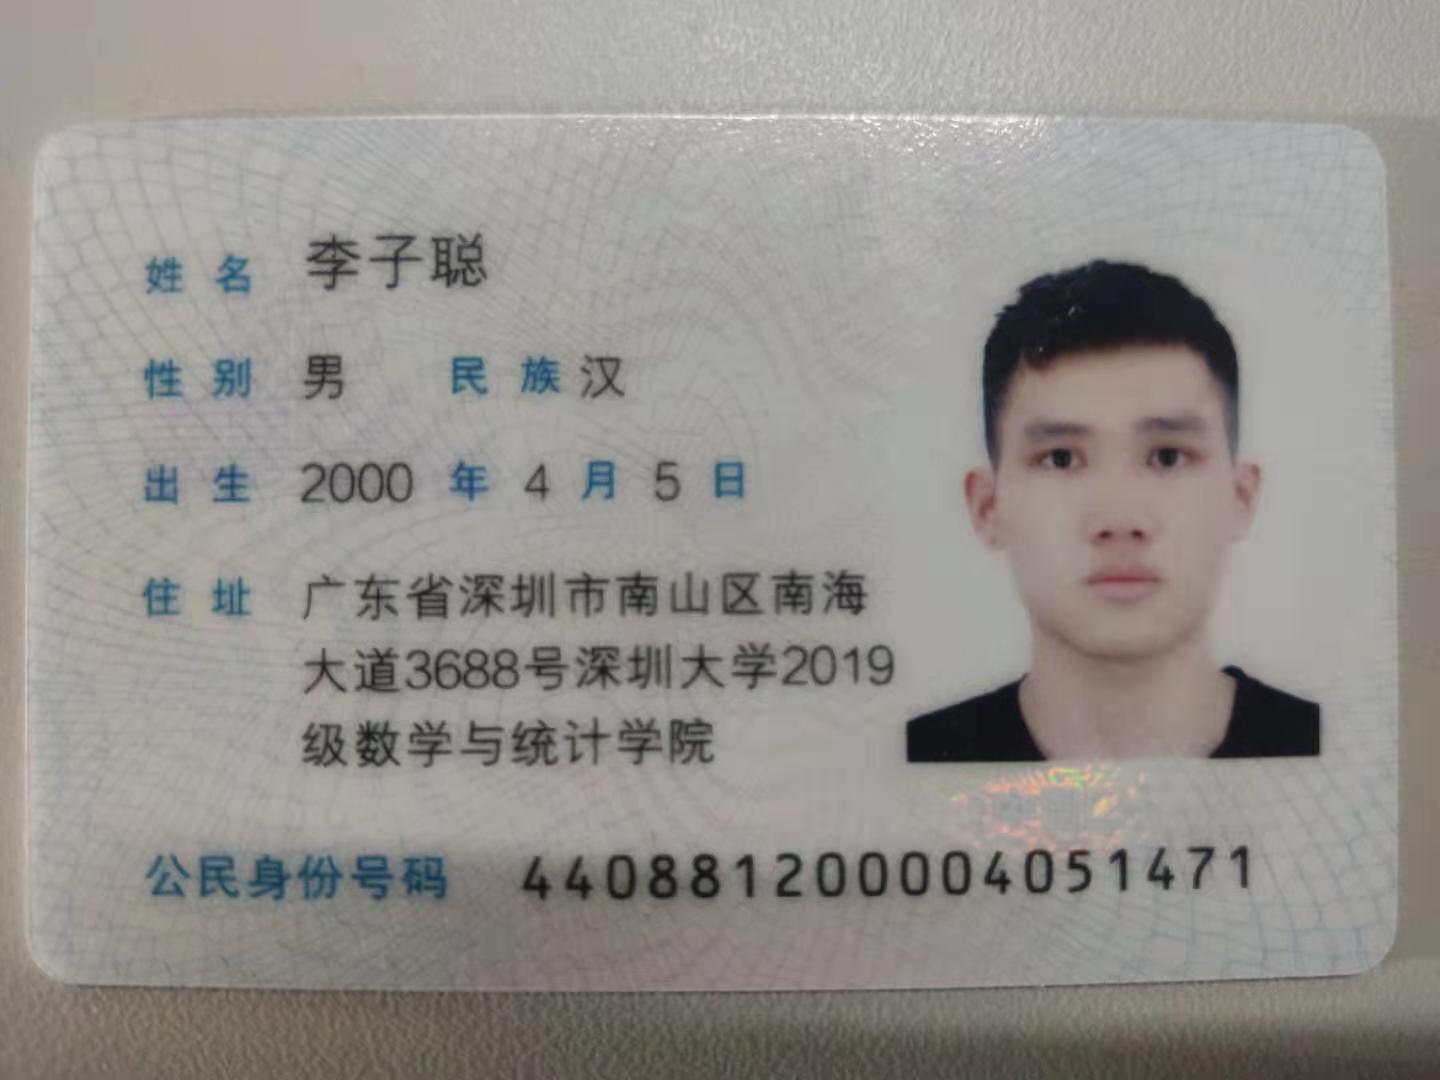 姓名 李子聪
性别 男 民族 汉
出生 2000 年 4 月 5 日
住址 广东省深圳市南山区南海
大道3688号深圳大学2019
级数学与统计学院
公民身份号码 440881200004051471